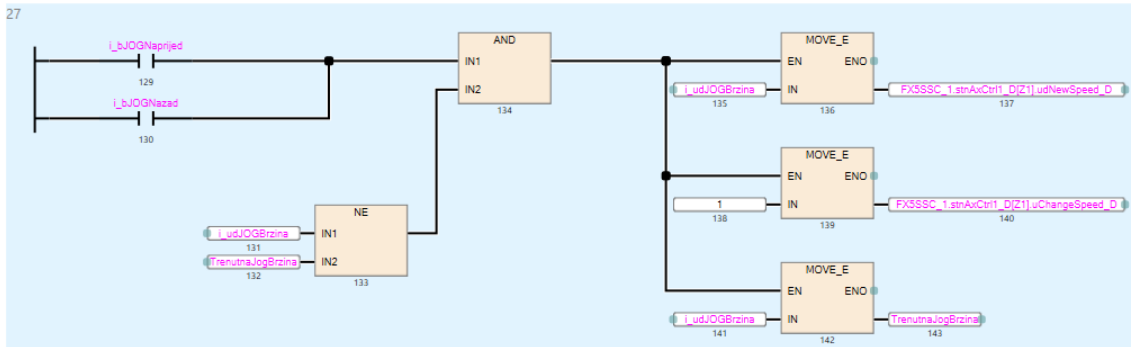 27
i_bJOGNaprijed
129
i_bJOGNazad
130
AND
IN1
IN2
134
NE
i_udJOGBrzina IN1
131
TrenutnaJogBrzina IN2
132
133
MOVE_E
EN ENO
i_udJOGBrzina IN FX5SSC_1.stnAxCtrl1_D[Z1].udNewSpeed_D
135 136 137
MOVE_E
EN ENO
1 IN FX5SSC_1.stnAxCtrl1_D[Z1].uChangeSpeed_D
138 139 140
MOVE_E
EN ENO
i_udJOGBrzina IN TrenutnaJogBrzina
141 142 143